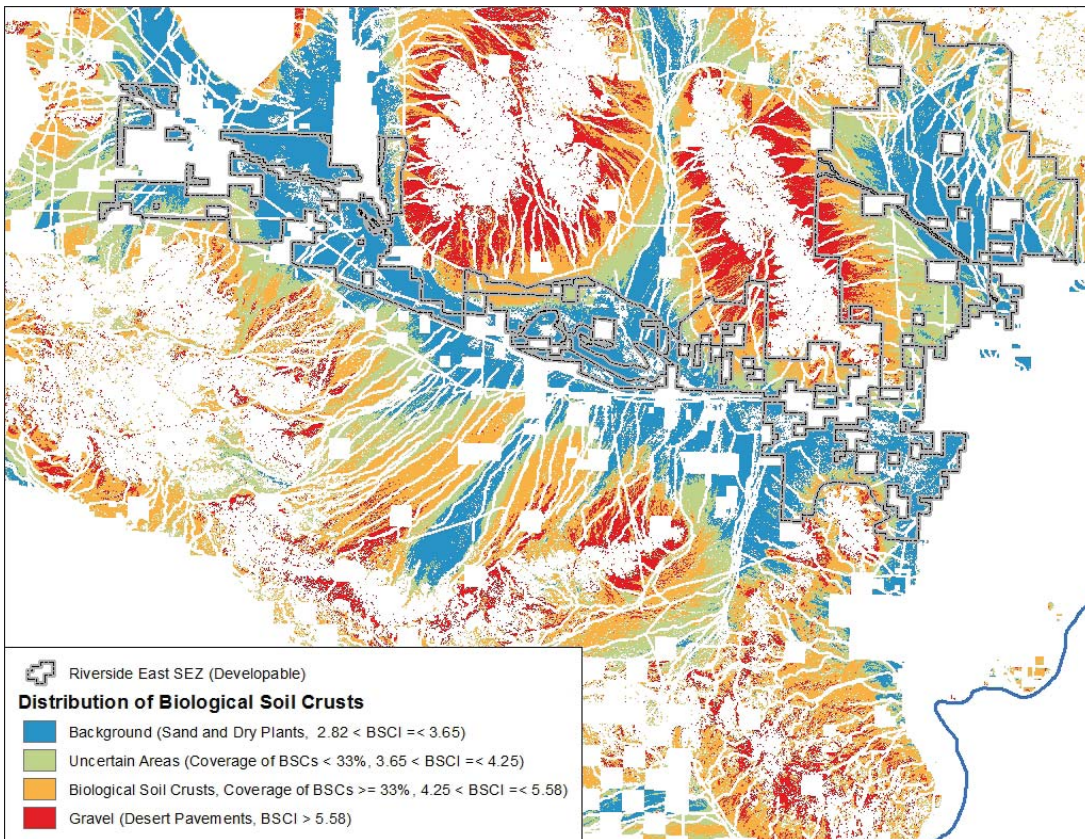 Riverside East SEZ (Developable)
Distribution of Biological Soil Crusts
Background (Sand and Dry Plants, 2.82 < BSCI =< 3.65)
Uncertain Areas (Coverage of BSCs < 33%, 3.65 < BSCI =< 4.25)
Biological Soil Crusts, Coverage of BSCs >= 33%, 4.25 < BSCI =< 5.58)
Gravel (Desert Pavements, BSCI > 5.58)